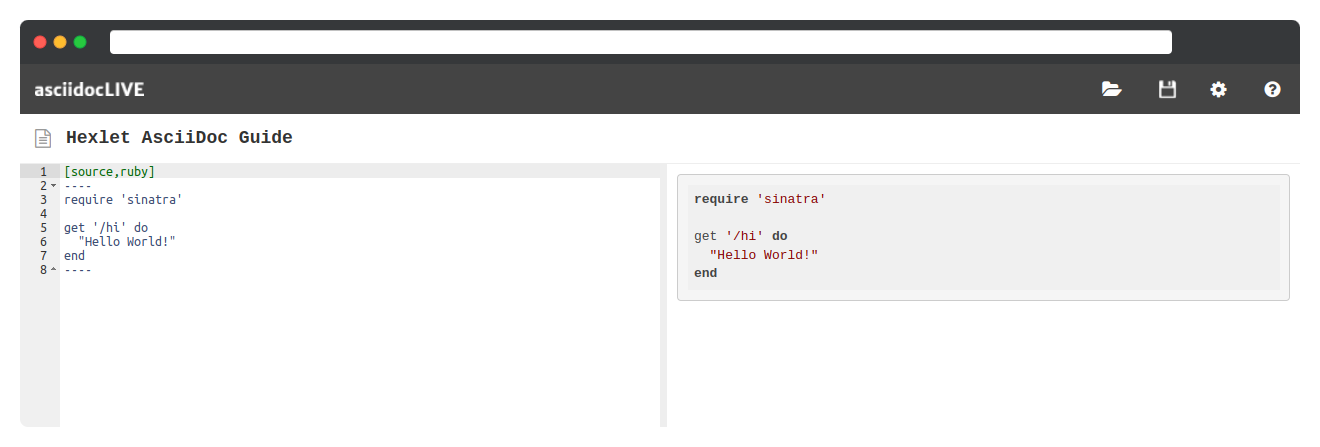 asciidocLIVE
Hexlet AsciiDoc Guide
1 [source,ruby]
2 ----
3 require 'sinatra'
4
5 get '/hi' do
6   "Hello World!"
7 end
8 ----
require 'sinatra'
get '/hi' do
  "Hello World!"
end